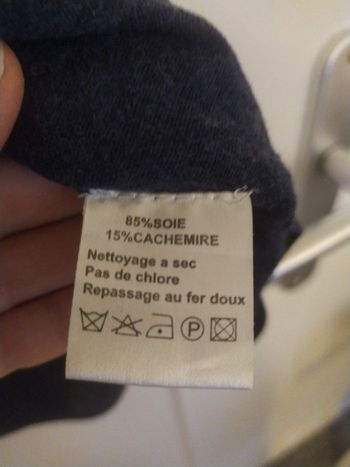 85%SOIE
15%CACHEMIRE
Nettoyage a sec
Pas de chlore
Repassage au fer doux
P